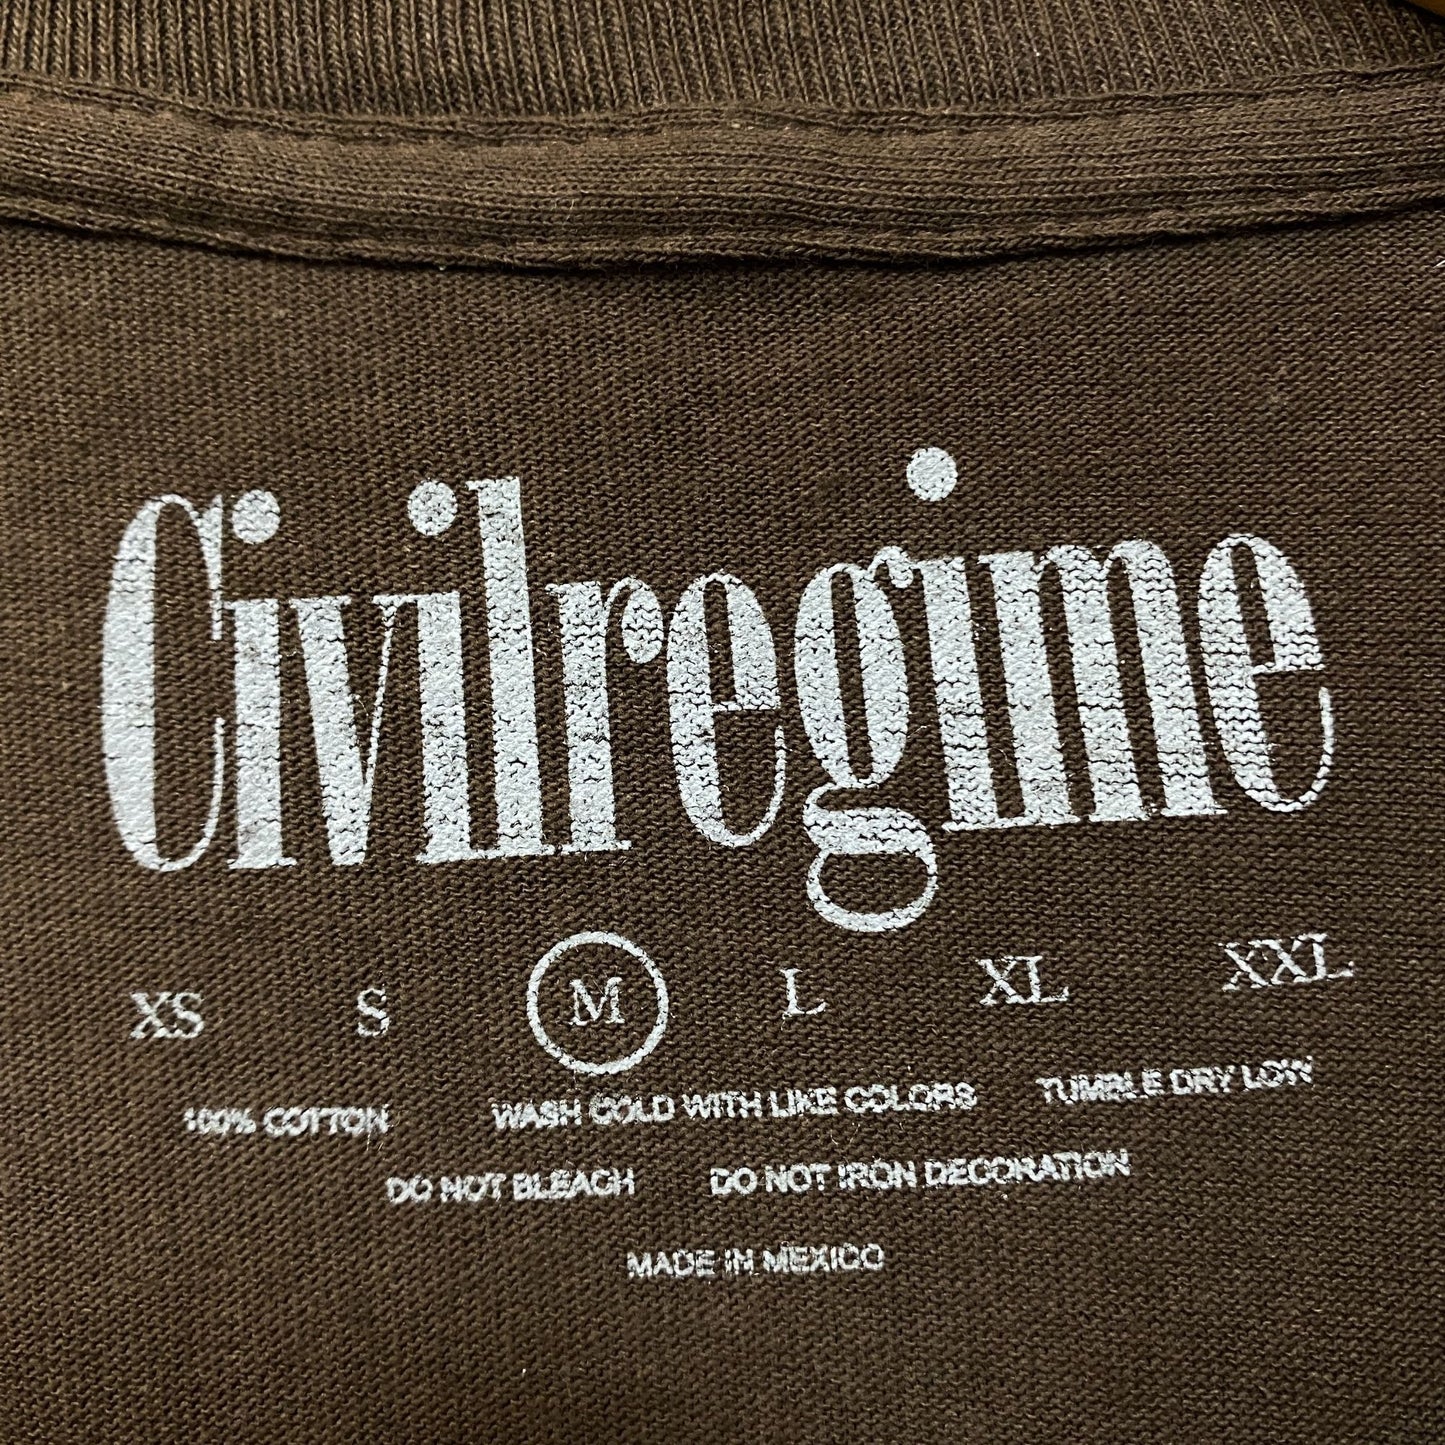 Civilregime
XS S M L XL XXL
100% COTTON WASH COLD WITH LIKE COLORS TUMBLE DRY LOW
DO NOT BLEACH DO NOT IRON DECORATION
MADE IN MEXICO